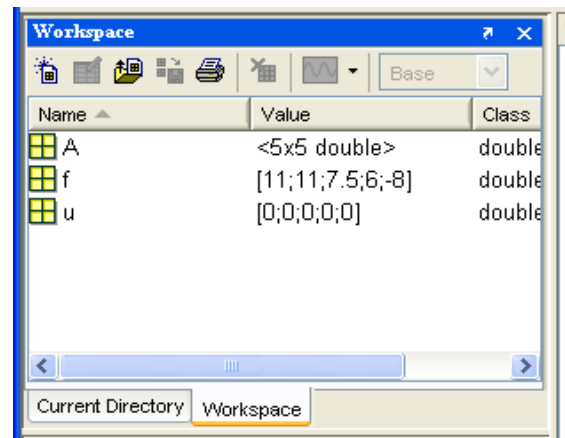 Workspace
Base
Name Value Class
A <5x5 double> double
f [11;11;7.5;6;-8] double
u [0;0;0;0;0] double
Current Directory Workspace